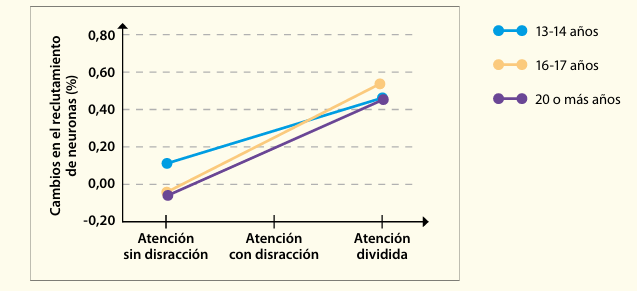 Cambios en el reclutamiento
de neuronas (%)
0,80
0,60
0,40
0,20
0,00
-0,20
Atención
sin disracción
Atención
con disracción
Atención
dividida
13-14 años
16-17 años
20 o más años